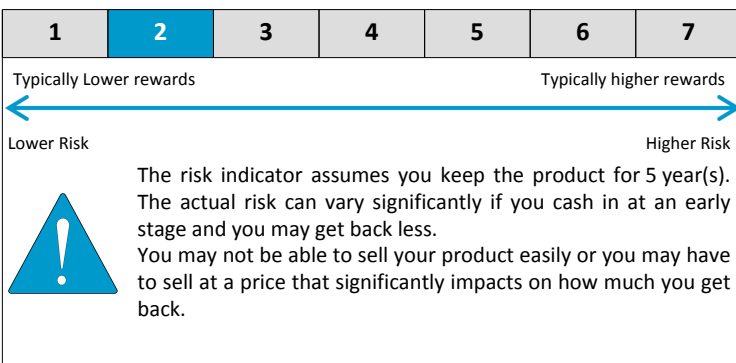 1 2 3 4 5 6 7
Typically Lower rewards Typically higher rewards
Lower Risk Higher Risk
The risk indicator assumes you keep the product for 5 year(s).
The actual risk can vary significantly if you cash in at an early
stage and you may get back less.
You may not be able to sell your product easily or you may have
to sell at a price that significantly impacts on how much you get
back.